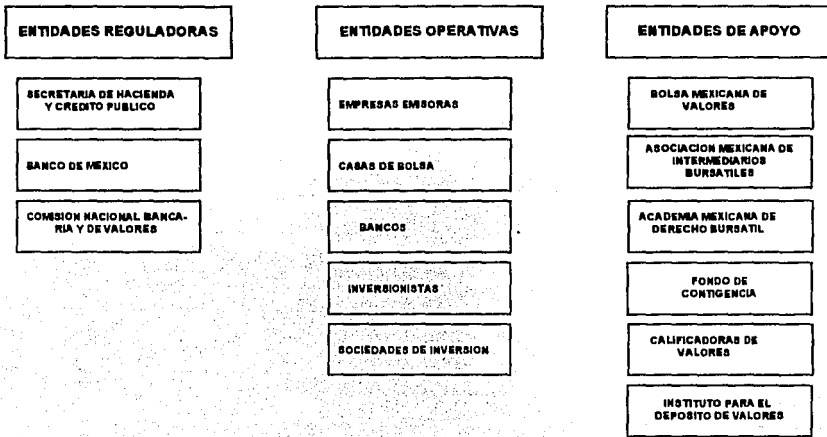 ENTIDADES REGULADORAS
SECRETARIA DE HACIENDA
Y CREDITO PUBLICO
BANCO DE MEXICO
COMISION NACIONAL BANCA-
RIA Y DE VALORES
ENTIDADES OPERATIVAS
EMPRESAS EMISORAS
CASAS DE BOLSA
BANCOS
INVERSIONISTAS
SOCIEDADES DE INVERSION
ENTIDADES DE APOYO
BOLSA MEXICANA DE
VALORES
ASOCIACION MEXICANA DE
INTERMEDIARIOS
BURSATILES
ACADEMIA MEXICANA DE
DERECHO BURSATIL
FONDO DE
CONTIGENCIA
CALIFICADORAS DE
VALORES
INSTITUTO PARA EL
DEPOSITO DE VALORES